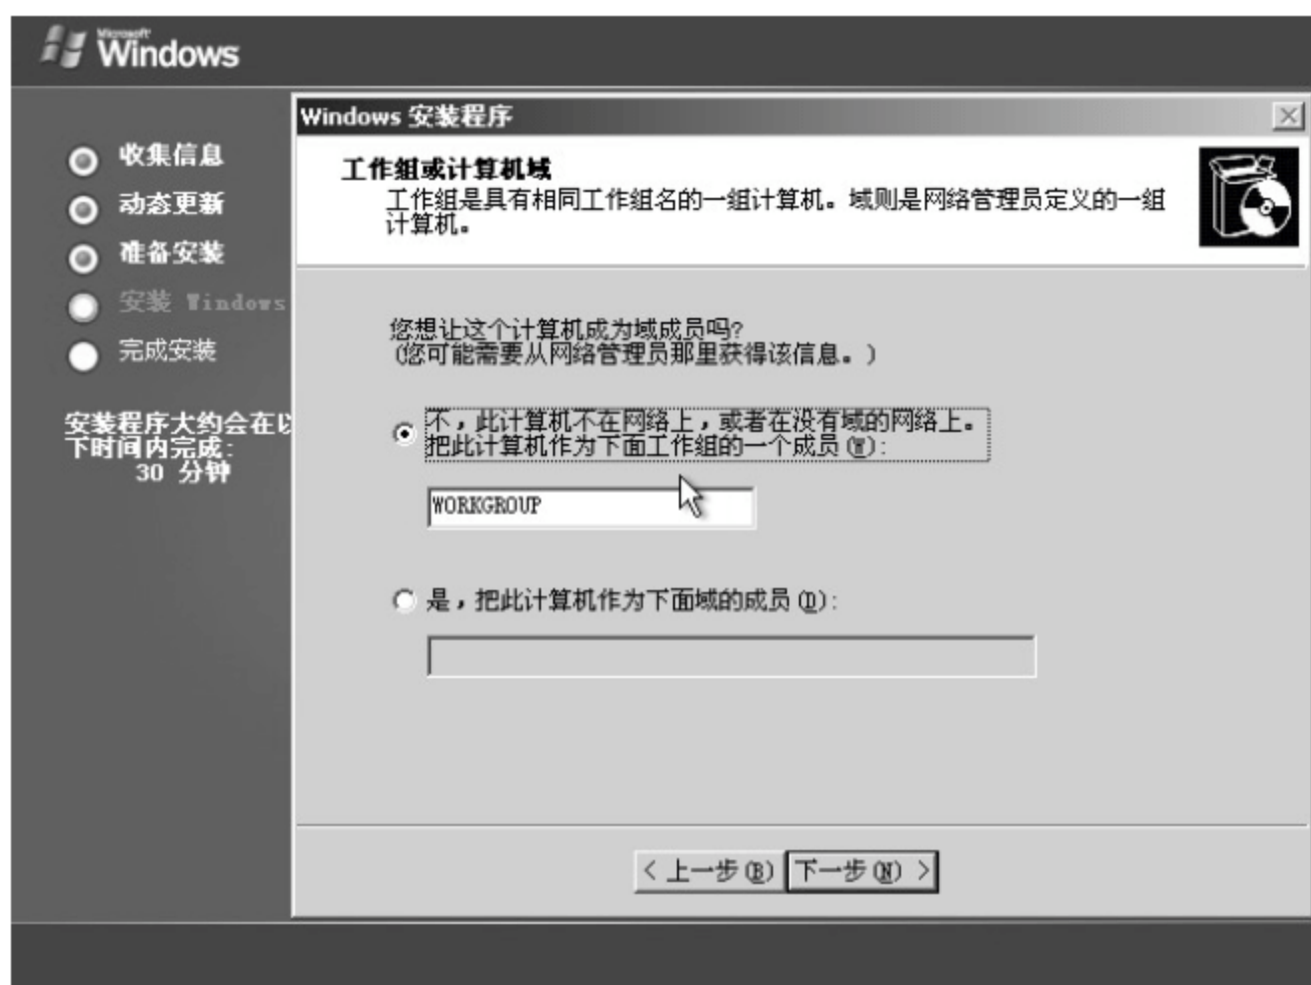 Microsoft
Windows
收集信息
动态更新
准备安装
安装 Windows
完成安装
安装程序大约会在以
下时间内完成:
30 分钟
Windows 安装程序
工作组或计算机域
工作组是具有相同工作组名的一组计算机。域则是网络管理员定义的一组
计算机。
您想让这个计算机成为域成员吗?
(您可能需要从网络管理员那里获得该信息。)
不，此计算机不在网络上，或者在没有域的网络上。
把此计算机作为下面工作组的一个成员(W):
WORKGROUP
是，把此计算机作为下面域的成员(D):
< 上一步(B)
下一步(N) >